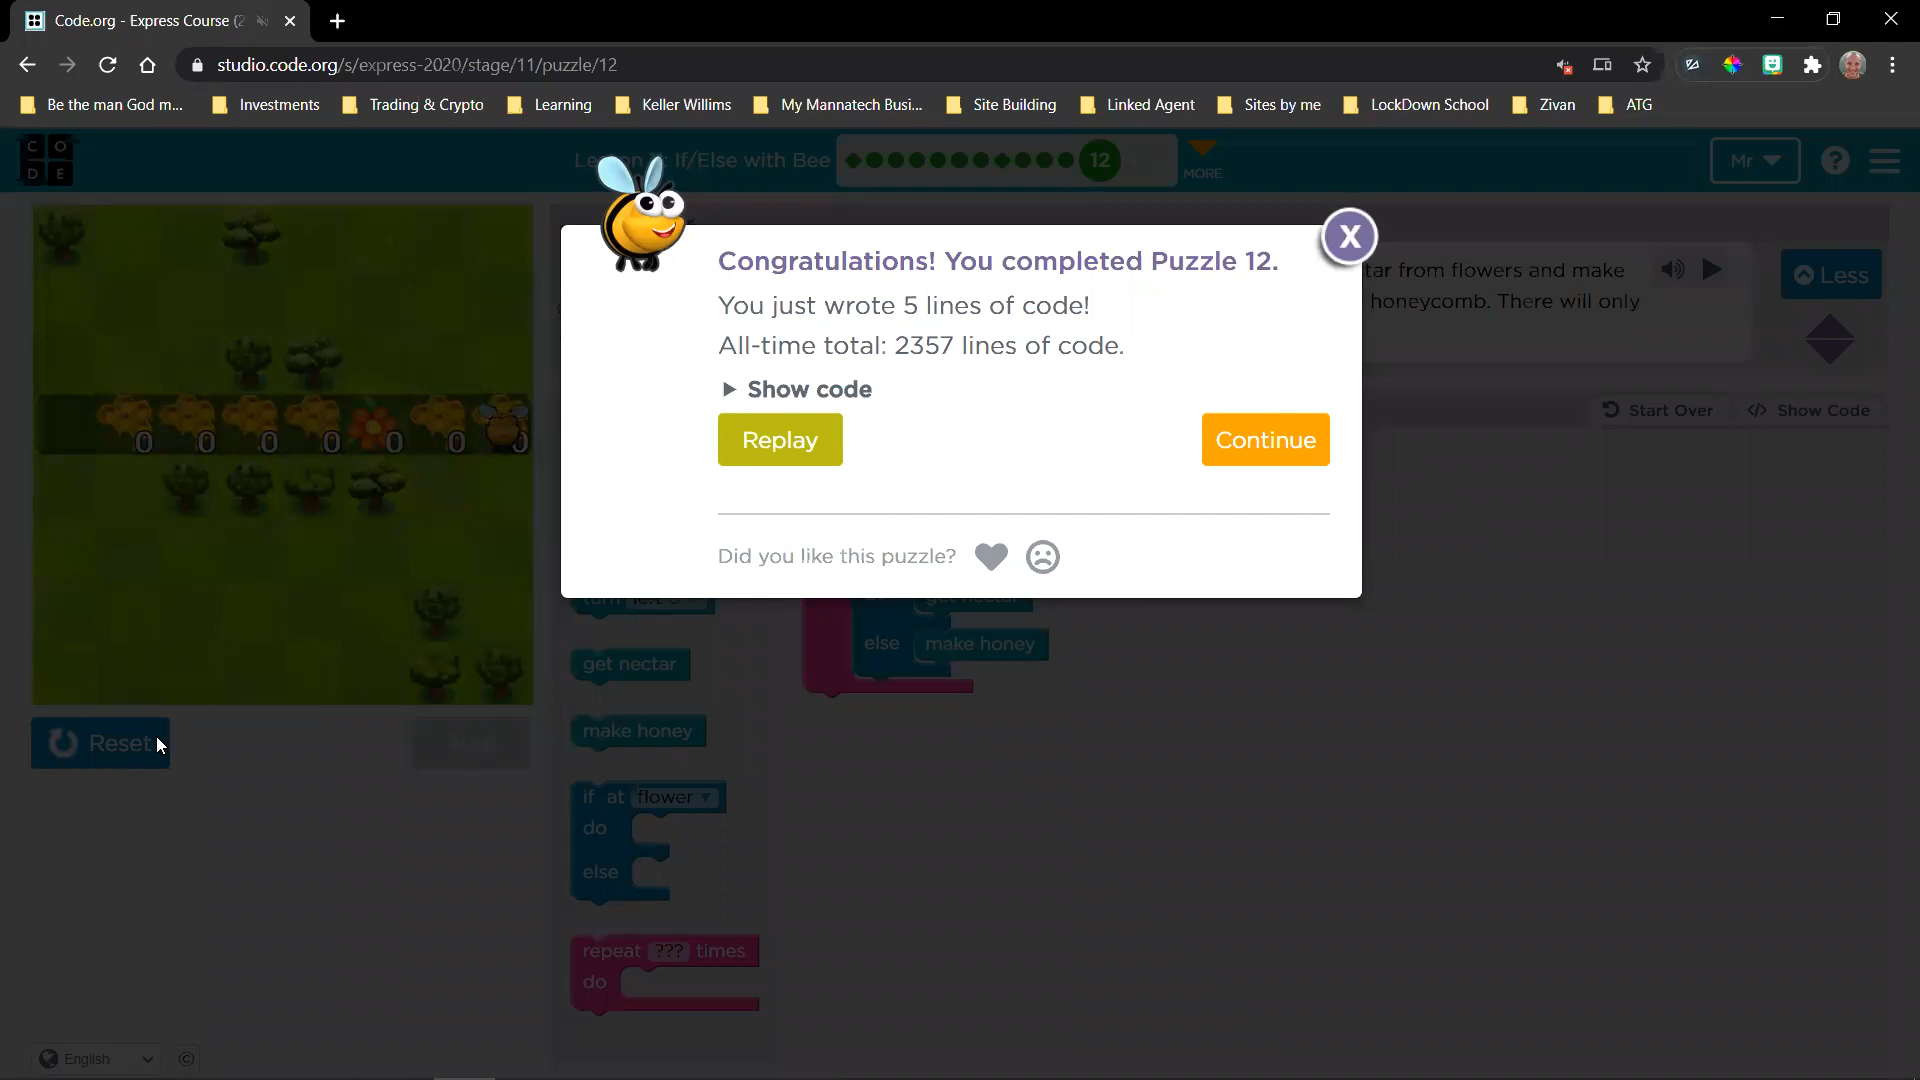 Code.org - Express Course (2
studio.code.org/s/express-2020/stage/11/puzzle/12
Be the man God m...
Investments
Trading & Crypto
Learning
Keller Willims
My Mannatech Busi...
Site Building
Linked Agent
Sites by me
LockDown School
Zivan
ATG
C O
D E
If/Else with Bee
12
MORE
Mr
?
X
Congratulations! You completed Puzzle 12.
You just wrote 5 lines of code!
All-time total: 2357 lines of code.
Show code
Replay
Continue
Did you like this puzzle?
from flowers and make
honeycomb. There will only
Less
Start Over
</> Show Code
0 0 0 0 0 0
get nectar
else make honey
get nectar
make honey
if at flower
do
else
repeat ??? times
do
Reset
English
©